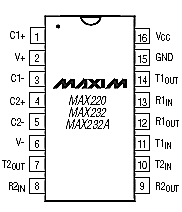 C1+ 1 16 VCC
V+ 2 15 GND
C1- 3 MAXIM 14 T1OUT
C2+ 4 MAX220 13 R1IN
MAX232
C2- 5 MAX232A 12 R1OUT
V- 6 11 T1IN
T2OUT 7 10 T2IN
R2IN 8 9 R2OUT